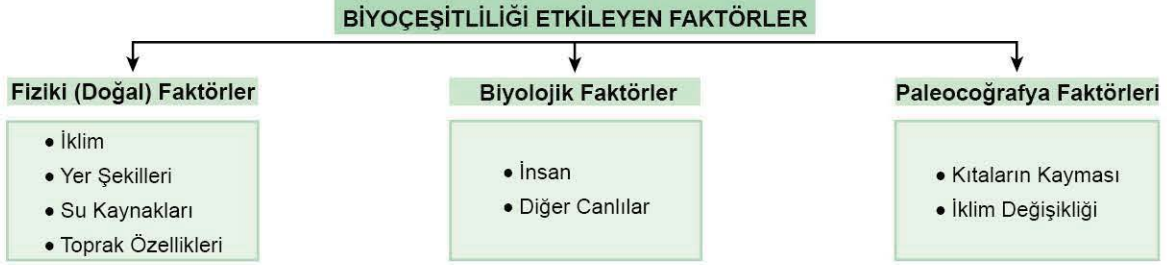 BİYOÇEŞİTLİLİĞİ ETKİLEYEN FAKTÖRLER
Fiziki (Doğal) Faktörler
• İklim
• Yer Şekilleri
• Su Kaynakları
• Toprak Özellikleri
Biyolojik Faktörler
• İnsan
• Diğer Canlılar
Paleocoğrafya Faktörleri
• Kıtaların Kayması
• İklim Değişikliği